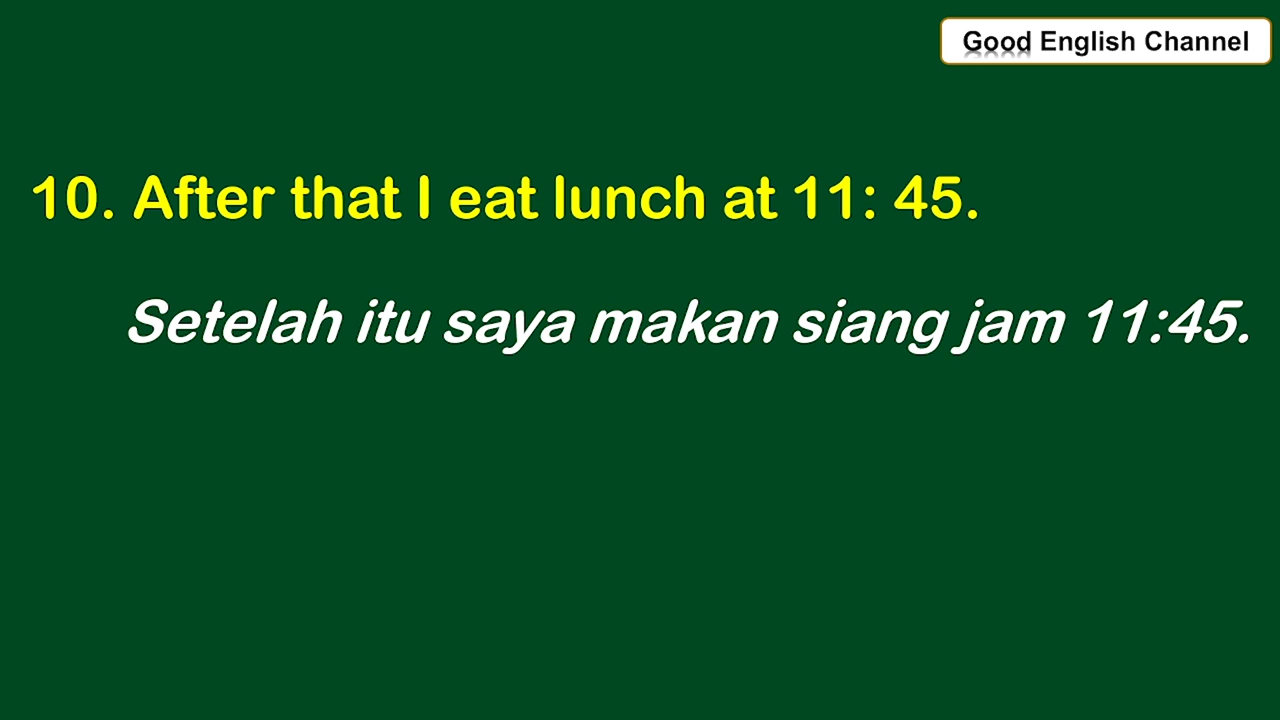 Good English Channel
10. After that I eat lunch at 11: 45.
Setelah itu saya makan siang jam 11:45.